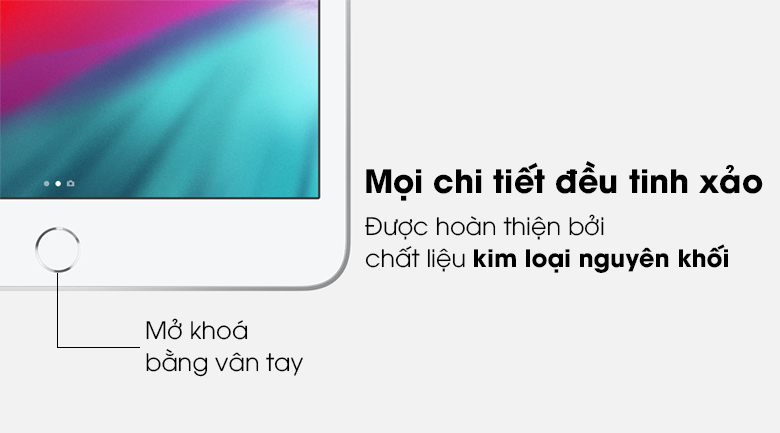 Mọi chi tiết đều tinh xảo
Được hoàn thiện bởi
chất liệu kim loại nguyên khối
Mở khoá
bằng vân tay